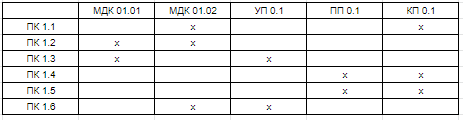 МДК 01.01 МДК 01.02 УП 0.1 ПП 0.1 КП 0.1
ПК 1.1 x x
ПК 1.2 x x
ПК 1.3 x x
ПК 1.4 x x
ПК 1.5 x x
ПК 1.6 x x